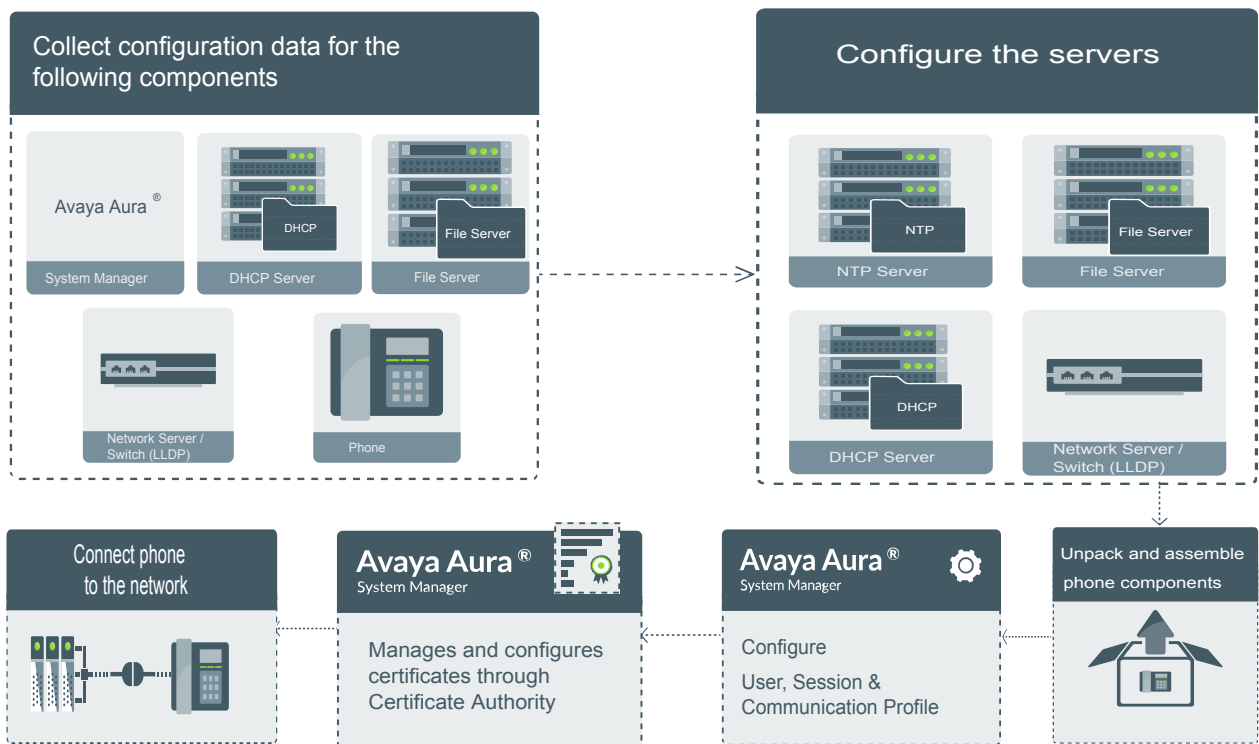 Collect configuration data for the
following components
Avaya Aura ®
System Manager
DHCP
DHCP Server
File Server
File Server
Network Server /
Switch (LLDP)
Phone
Configure the servers
NTP
NTP Server
File Server
File Server
DHCP
DHCP Server
Network Server /
Switch (LLDP)
Unpack and assemble
phone components
Avaya Aura ®
System Manager
Configure
User, Session &
Communication Profile
Avaya Aura ®
System Manager
Manages and configures
certificates through
Certificate Authority
Connect phone
to the network